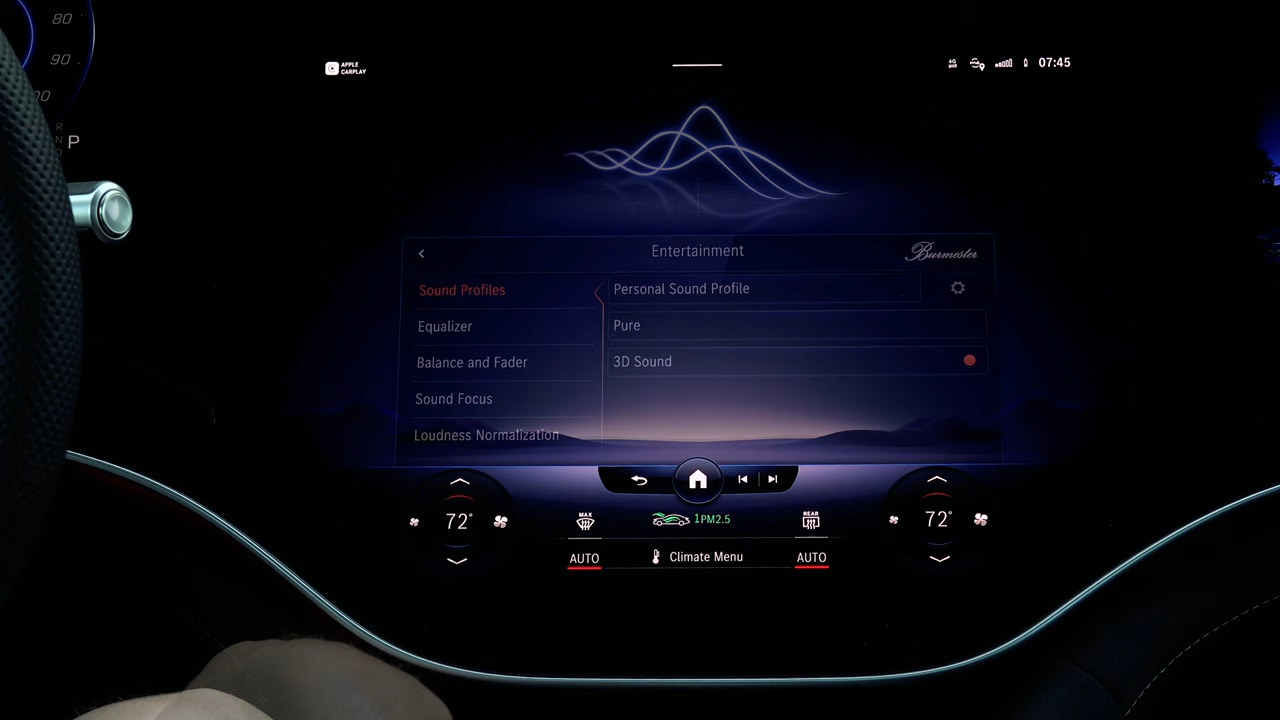 80
90
R
N
P
APPLE
CARPLAY
4G
07:45
Entertainment
Burmester
Sound Profiles
Equalizer
Balance and Fader
Sound Focus
Loudness Normalization
Personal Sound Profile
Pure
3D Sound
72°
MAX
1PM2.5
REAR
72°
AUTO
Climate Menu
AUTO